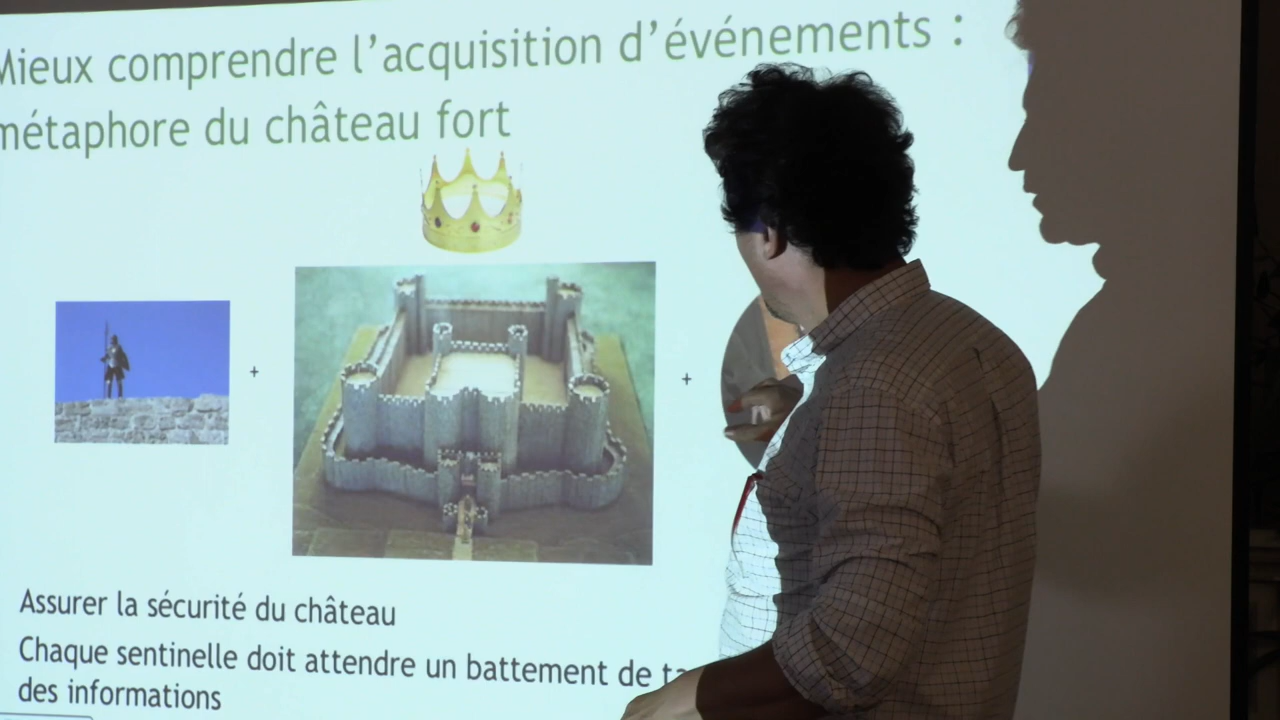 Mieux comprendre l’acquisition d’événements :
métaphore du château fort
+
+
Assurer la sécurité du château
Chaque sentinelle doit attendre un battement de
des informations